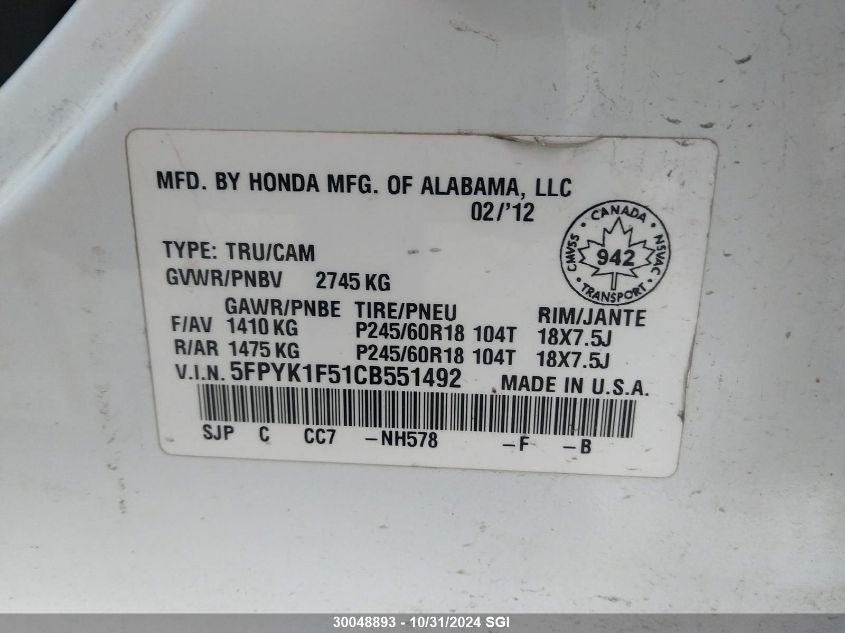 MFD. BY HONDA MFG. OF ALABAMA, LLC
02/'12
CANADA
CMVSS 942 NSVAC
TRANSPORT
TYPE: TRU/CAM
GVWR/PNBV 2745 KG
GAWR/PNBE TIRE/PNEU RIM/JANTE
F/AV 1410 KG P245/60R18 104T 18X7.5J
R/AR 1475 KG P245/60R18 104T 18X7.5J
V.I.N. 5FPYK1F51CB551492 MADE IN U.S.A.
SJP C CC7 -NH578 -F -B
30048893 - 10/31/2024 SGI